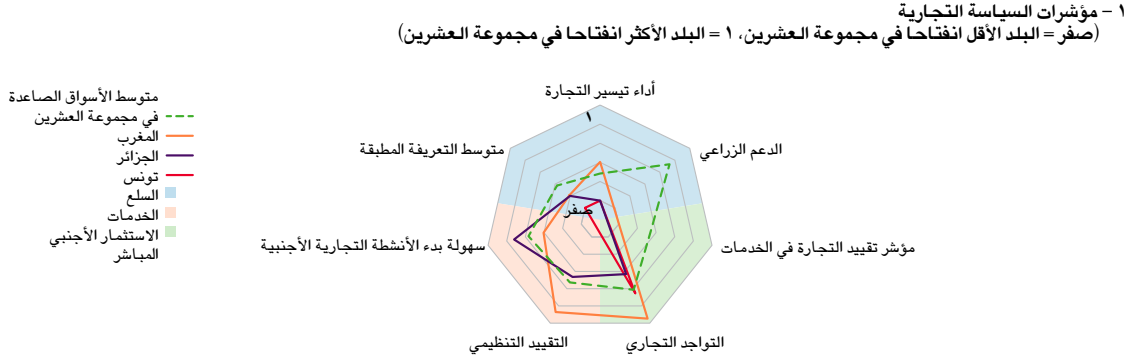 ١ – مؤشرات السياسة التجارية
(صفر = البلد الأقل انفتاحا في مجموعة العشرين، ١ = البلد الأكثر انفتاحا في مجموعة العشرين)
أداء تيسير التجارة
١
الدعم الزراعي
متوسط التعريفة المطبقة
صفر
مؤشر تقييد التجارة في الخدمات
سهولة بدء الأنشطة التجارية الأجنبية
التواجد التجاري
التقييد التنظيمي
متوسط الأسواق الصاعدة
في مجموعة العشرين
المغرب
الجزائر
تونس
السلع
الخدمات
الاستثمار الأجنبي
المباشر